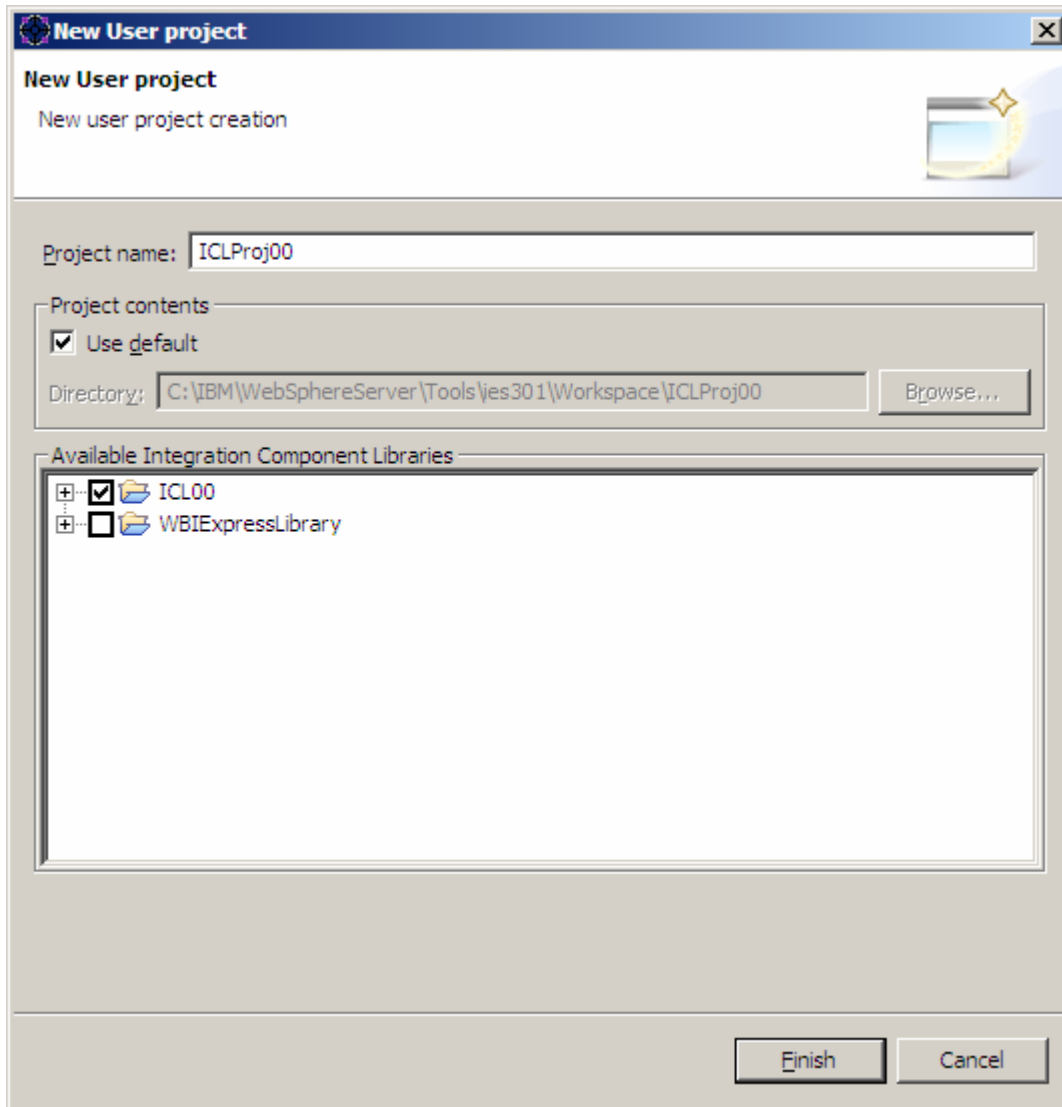 New User project
New User project
New user project creation
Project name: ICLProj00
Project contents
Use default
Directory: C:\IBM\WebSphereServer\Tools\ies301\Workspace\ICLProj00 Browse...
Available Integration Component Libraries
ICL00
WBIExpressLibrary
Finish Cancel